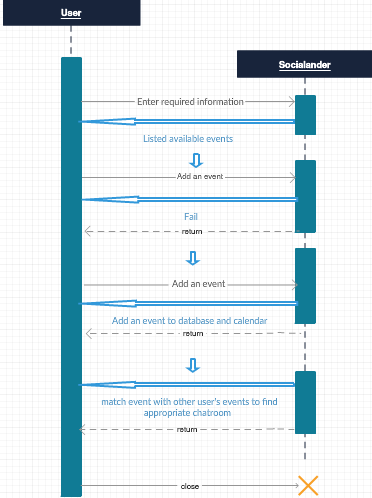 User
Socialander
Enter required information
Listed available events
Add an event
Fail
return
Add an event
Add an event to database and calendar
return
match event with other user's events to find
appropriate chatroom
return
close